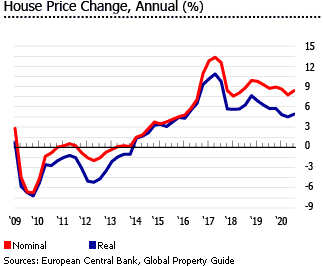 House Price Change, Annual (%)
15
12
9
6
3
0
-3
-6
-9
'09 '10 '11 '12 '13 '14 '15 '16 '17 '18 '19 '20
Nominal Real
Sources: European Central Bank, Global Property Guide